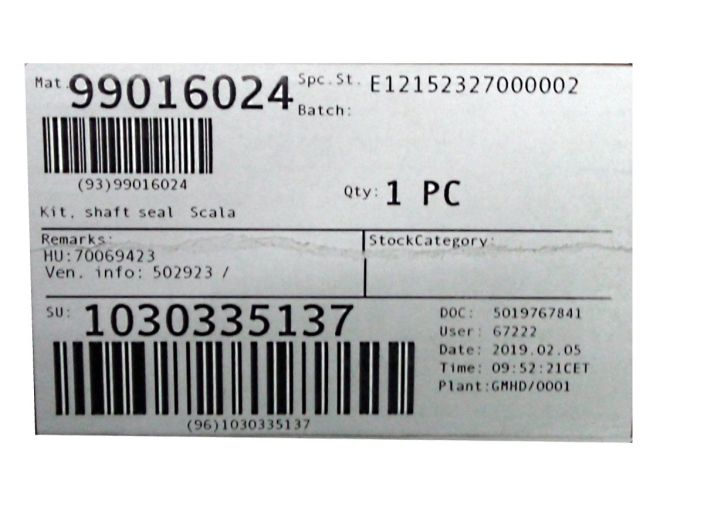 Mat. 99016024 Spc.St. E12152327000002
Batch:
(93)99016024
Qty: 1 PC
Kit, shaft seal Scala
Remarks:
HU:70069423
Ven. info: 502923 /
StockCategory:
SU: 1030335137
(96)1030335137
DOC: 5019767841
User: 67222
Date: 2019.02.05
Time: 09:52:21CET
Plant:GMHD/0001